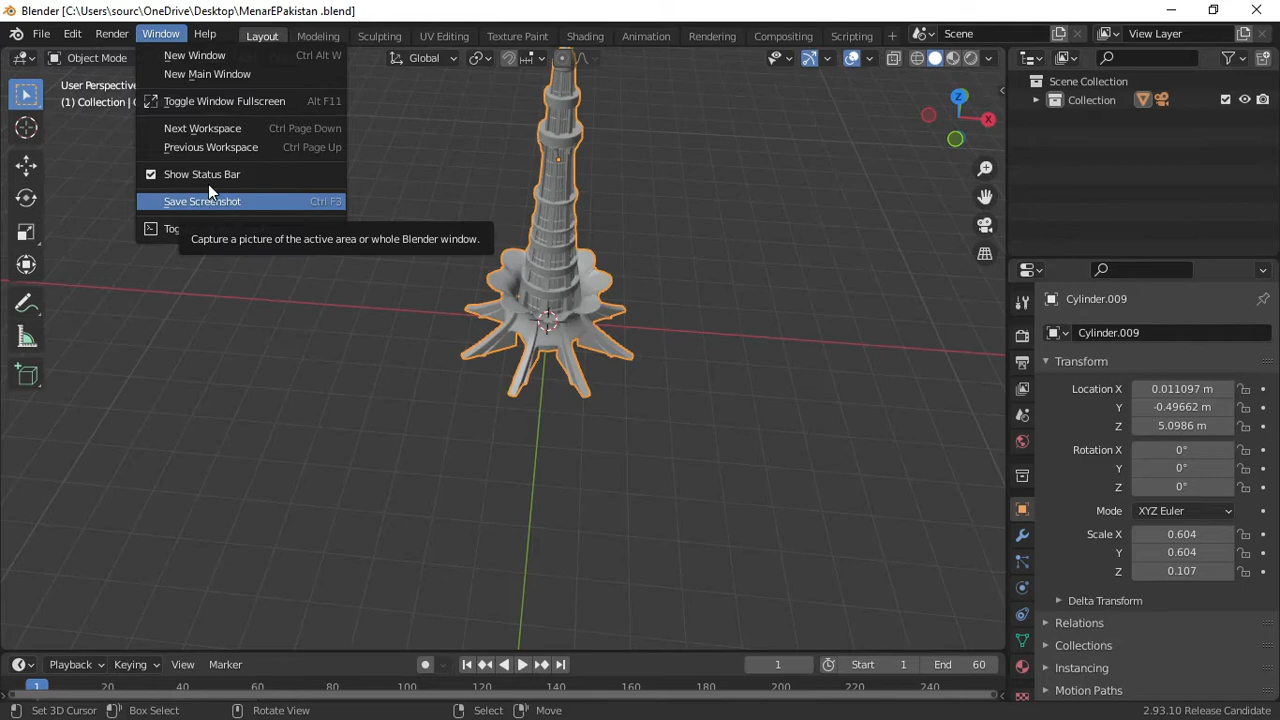 Blender [C:\Users\sourc\OneDrive\Desktop\MenarEPakistan .blend]
File Edit Render Window Help Layout Modeling Sculpting UV Editing Texture Paint Shading Animation Rendering Compositing Scripting + Scene View Layer
Object Mode Global
New Window Ctrl Alt W
New Main Window
Toggle Window Fullscreen Alt F11
Next Workspace Ctrl Page Down
Previous Workspace Ctrl Page Up
Show Status Bar
Save Screenshot Ctrl F3
Capture a picture of the active area or whole Blender window.
User Perspective
(1) Collection |
Z
X
Scene Collection
Collection
Cylinder.009
Cylinder.009
Transform
Location X 0.011097 m
Y -0.49662 m
Z 5.0986 m
Rotation X 0°
Y 0°
Z 0°
Mode XYZ Euler
Scale X 0.604
Y 0.604
Z 0.107
Delta Transform
Relations
Collections
Instancing
Motion Paths
Playback Keying View Marker 1 Start 1 End 60
1 20 40 60 80 100 120 140 160 180 200 220 240
Set 3D Cursor Box Select Rotate View Select Move 2.93.10 Release Candidate